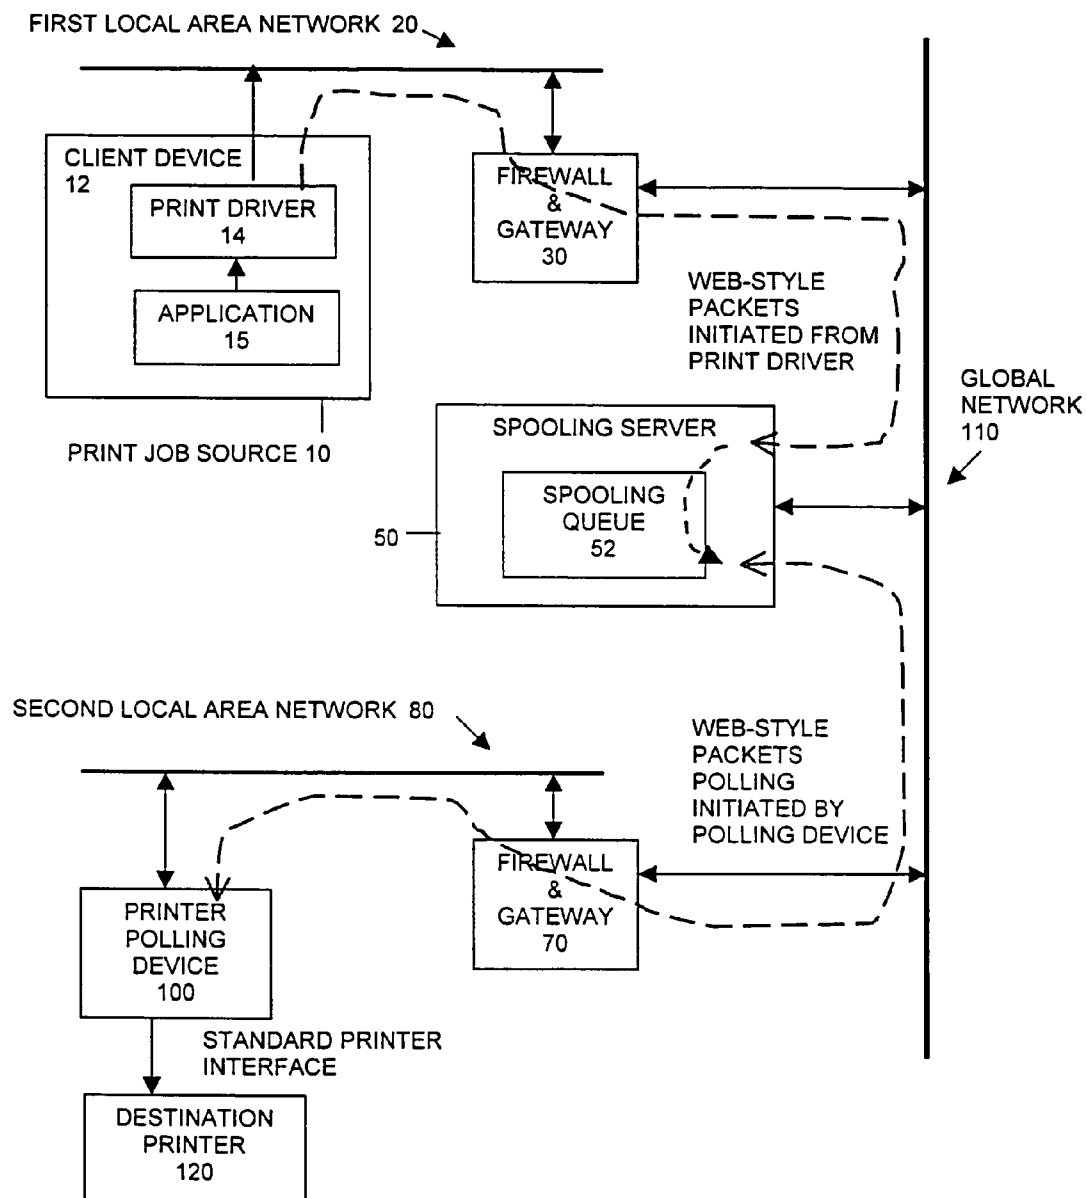 FIRST LOCAL AREA NETWORK 20
CLIENT DEVICE
12
PRINT DRIVER
14
APPLICATION
15
PRINT JOB SOURCE 10
FIREWALL
&
GATEWAY
30
WEB-STYLE
PACKETS
INITIATED FROM
PRINT DRIVER
GLOBAL
NETWORK
110
SPOOLING SERVER
SPOOLING
QUEUE
52
50
SECOND LOCAL AREA NETWORK 80
WEB-STYLE
PACKETS
POLLING
INITIATED BY
POLLING DEVICE
FIREWALL
&
GATEWAY
70
PRINTER
POLLING
DEVICE
100
STANDARD PRINTER
INTERFACE
DESTINATION
PRINTER
120